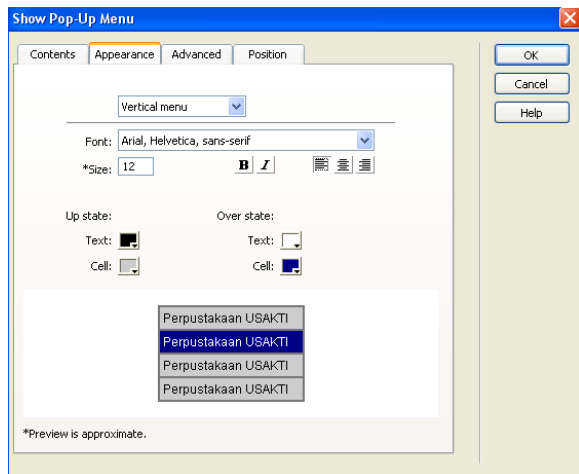 Show Pop-Up Menu
Contents Appearance Advanced Position
OK
Cancel
Help
Vertical menu
Font: Arial, Helvetica, sans-serif
*Size: 12 B I
Up state: Over state:
Text: Text:
Cell: Cell:
Perpustakaan USAKTI
Perpustakaan USAKTI
Perpustakaan USAKTI
Perpustakaan USAKTI
*Preview is approximate.